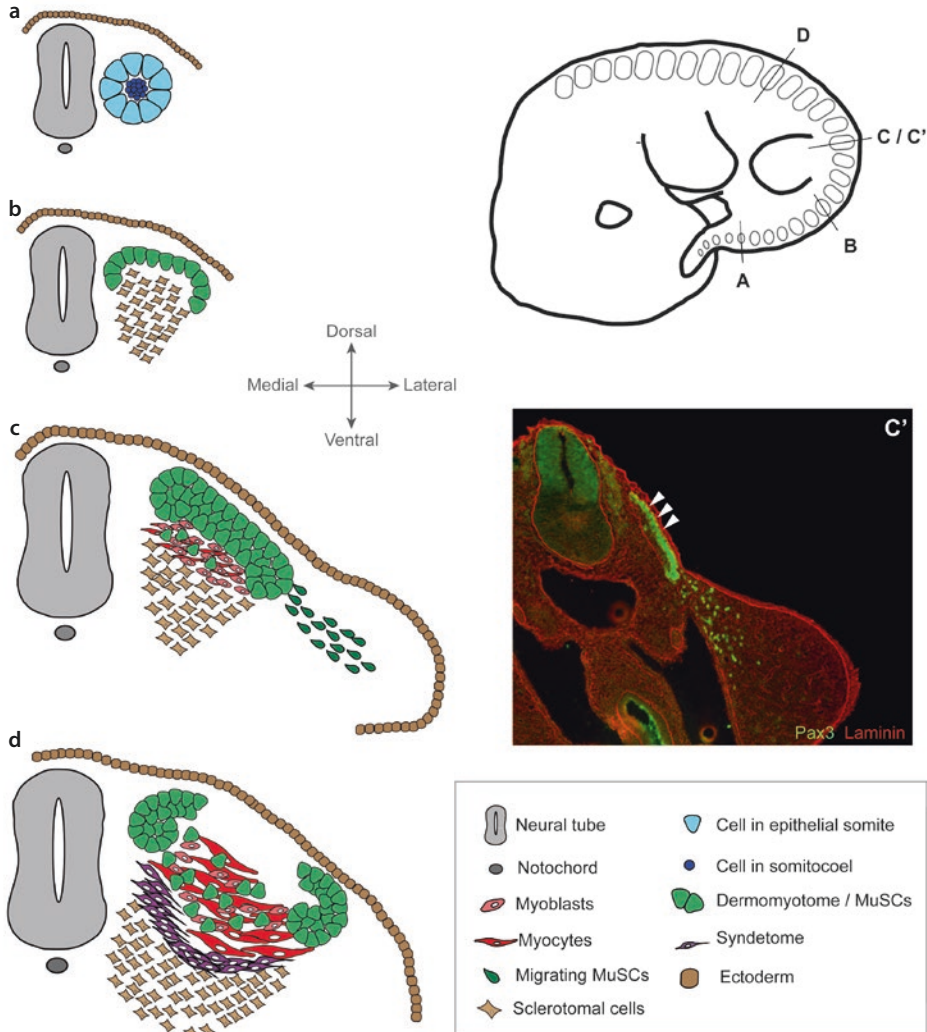 a
D
C / C'
B
A
b
Dorsal
Medial
Lateral
Ventral
c
C'
Pax3 Laminin
d
Neural tube
Notochord
Myoblasts
Myocytes
Migrating MuSCs
Sclerotomal cells
Cell in epithelial somite
Cell in somitocoel
Dermomyotome / MuSCs
Syndetome
Ectoderm